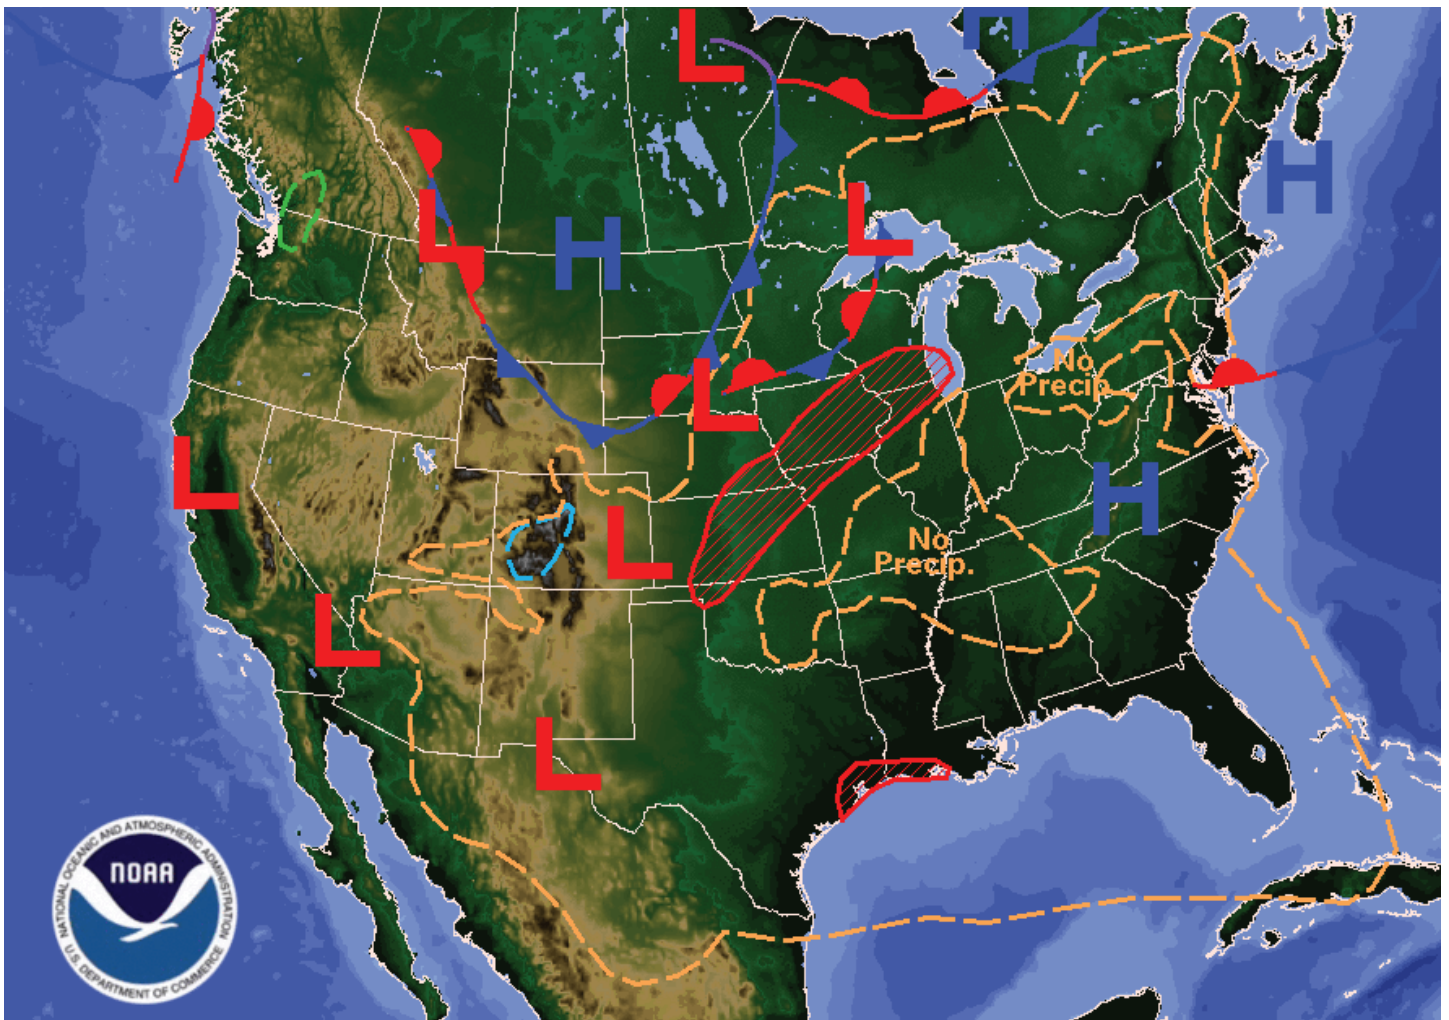 L
H
L
H
L
H
L
No
Precip.
L
L
H
L
No
Precip.
L
L
NATIONAL OCEANIC AND ATMOSPHERIC ADMINISTRATION
NOAA
U.S. DEPARTMENT OF COMMERCE